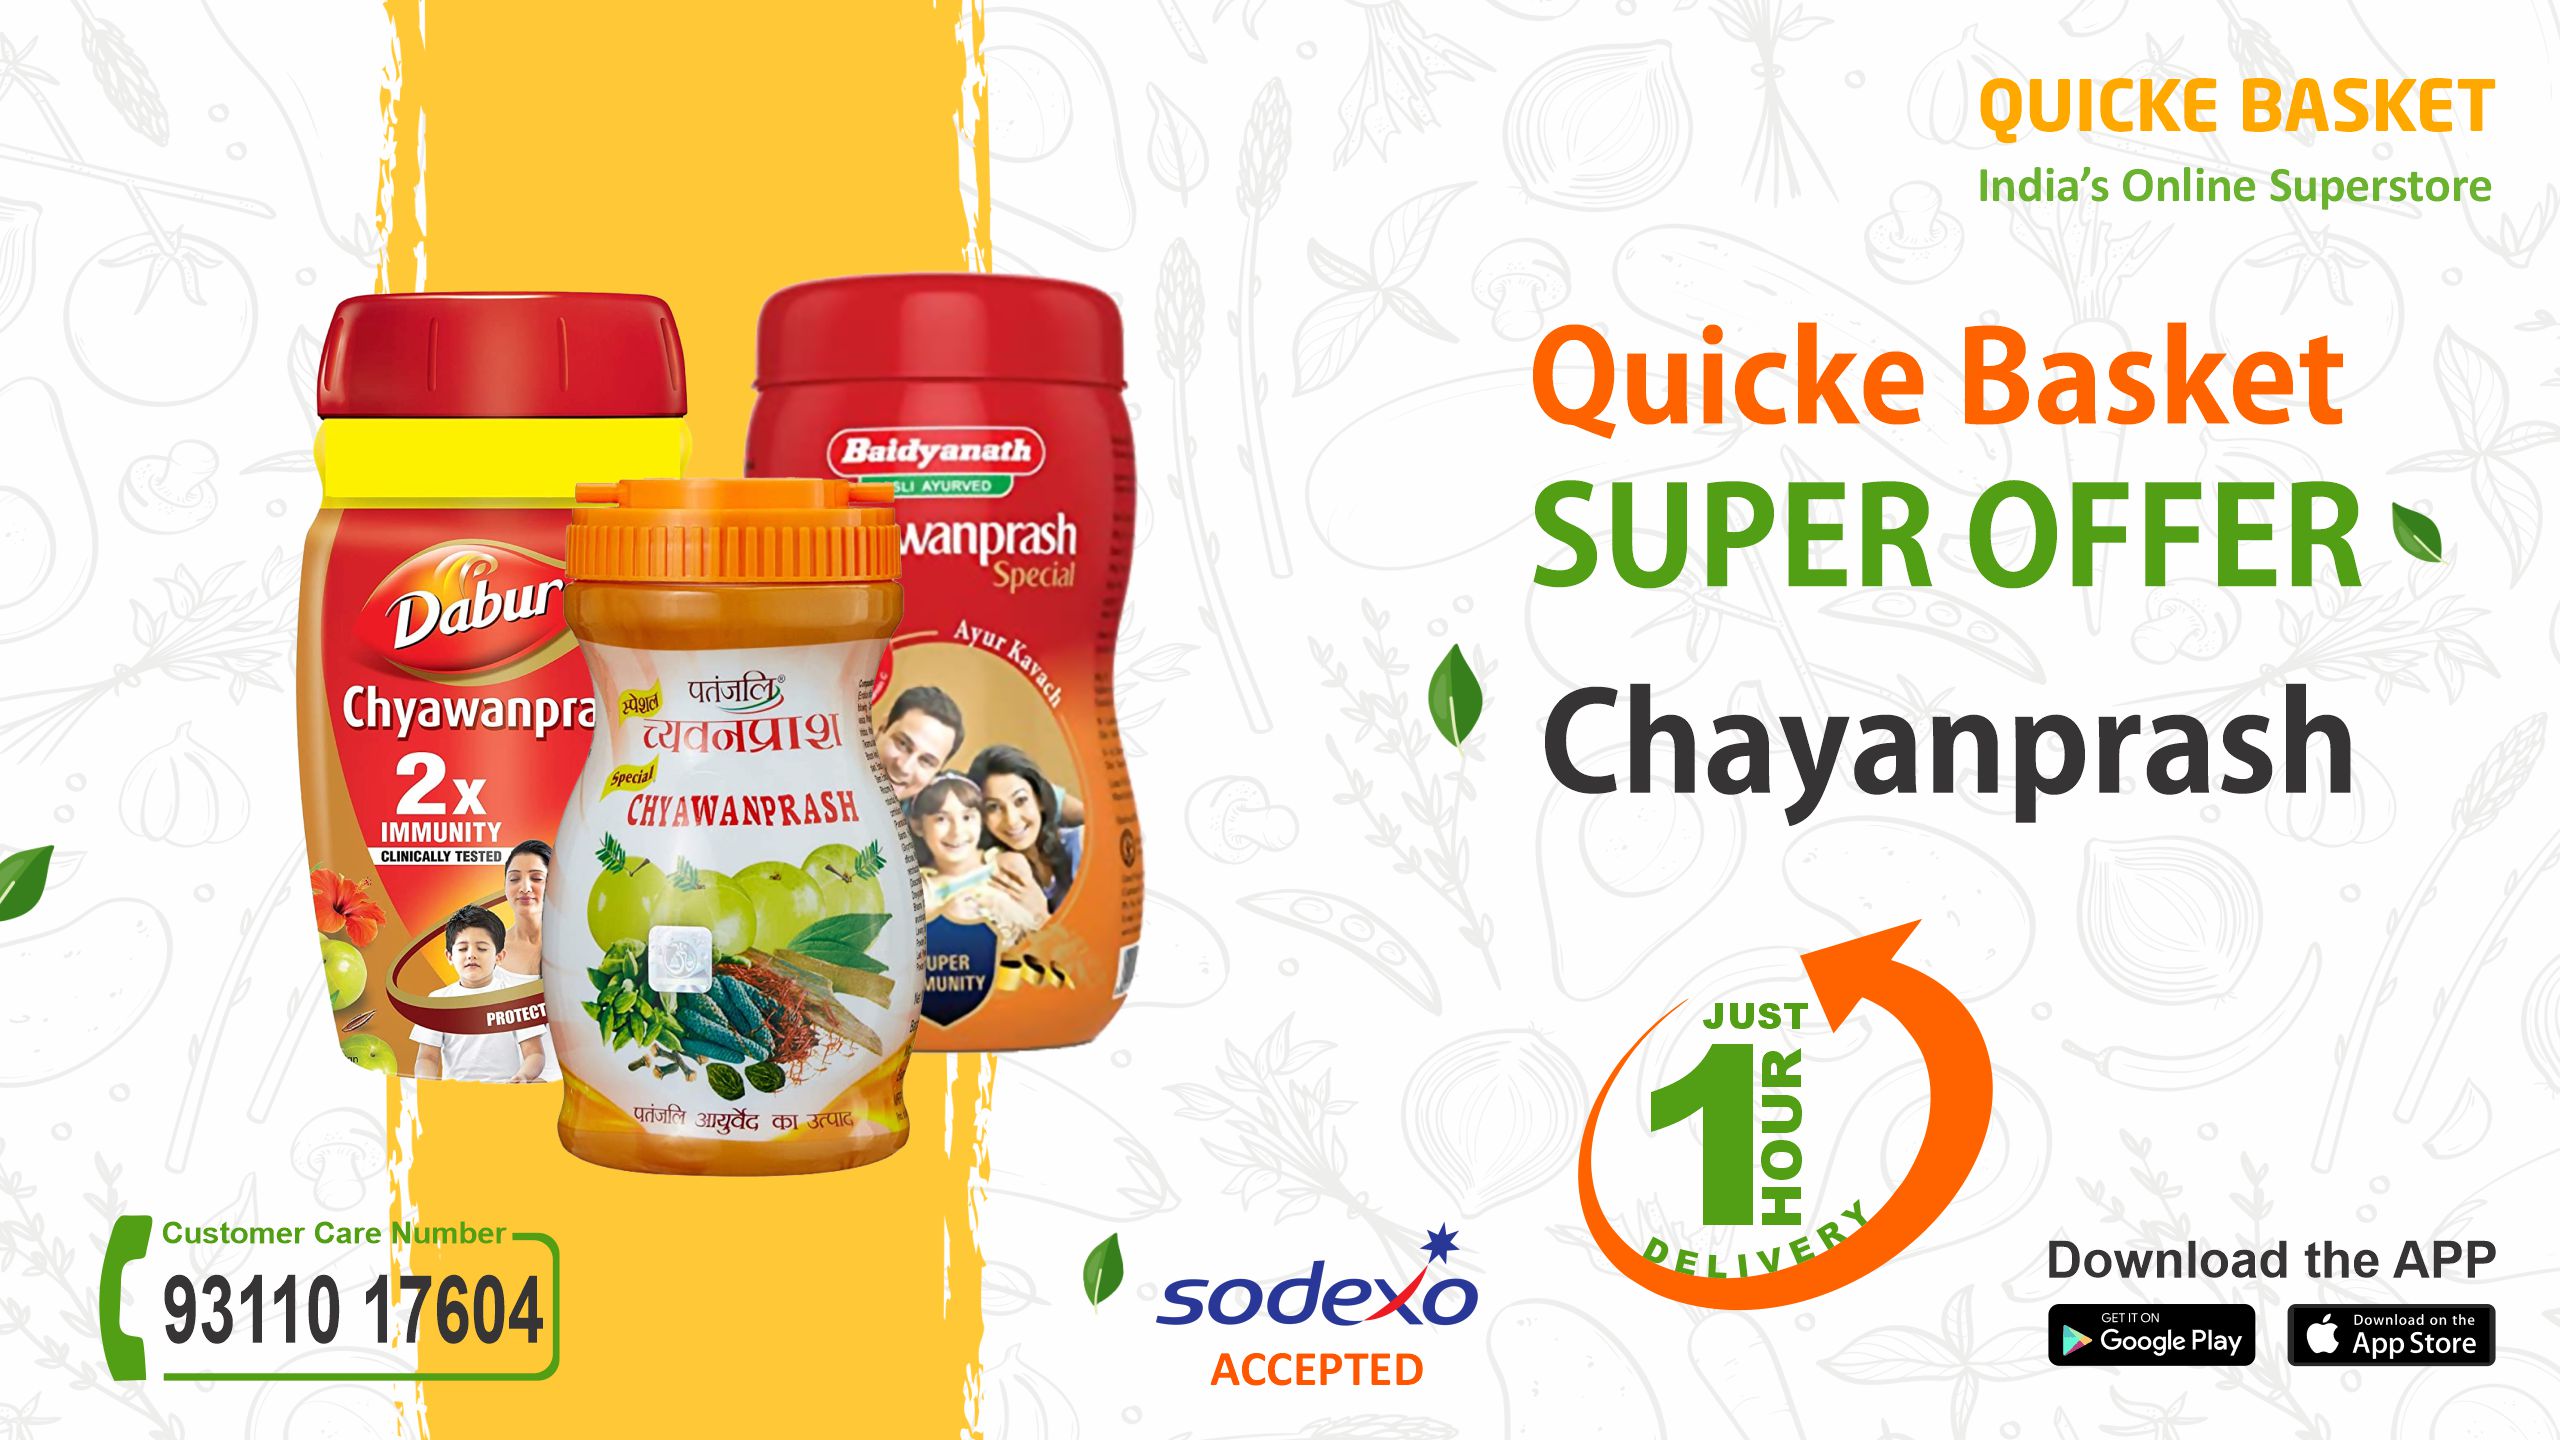 QUICKE BASKET
India's Online Superstore
Quicke Basket
SUPER OFFER
Chayanprash
Dabur
Chyawanpra
2x
IMMUNITY
CLINICALLY TESTED
PROTECT
स्पेशल
पतंजलि®
च्यवनप्राश
Special
CHYAWANPRASH
पतंजलि आयुर्वेद का उत्पाद
Baidyanath
SLI AYURVED
wanprash
Special
Ayur Kavach
UPER
MUNITY
JUST
1 HOUR
DELIVERY
Customer Care Number
93110 17604
sodexo
ACCEPTED
Download the APP
GET IT ON
Google Play
Download on the
App Store